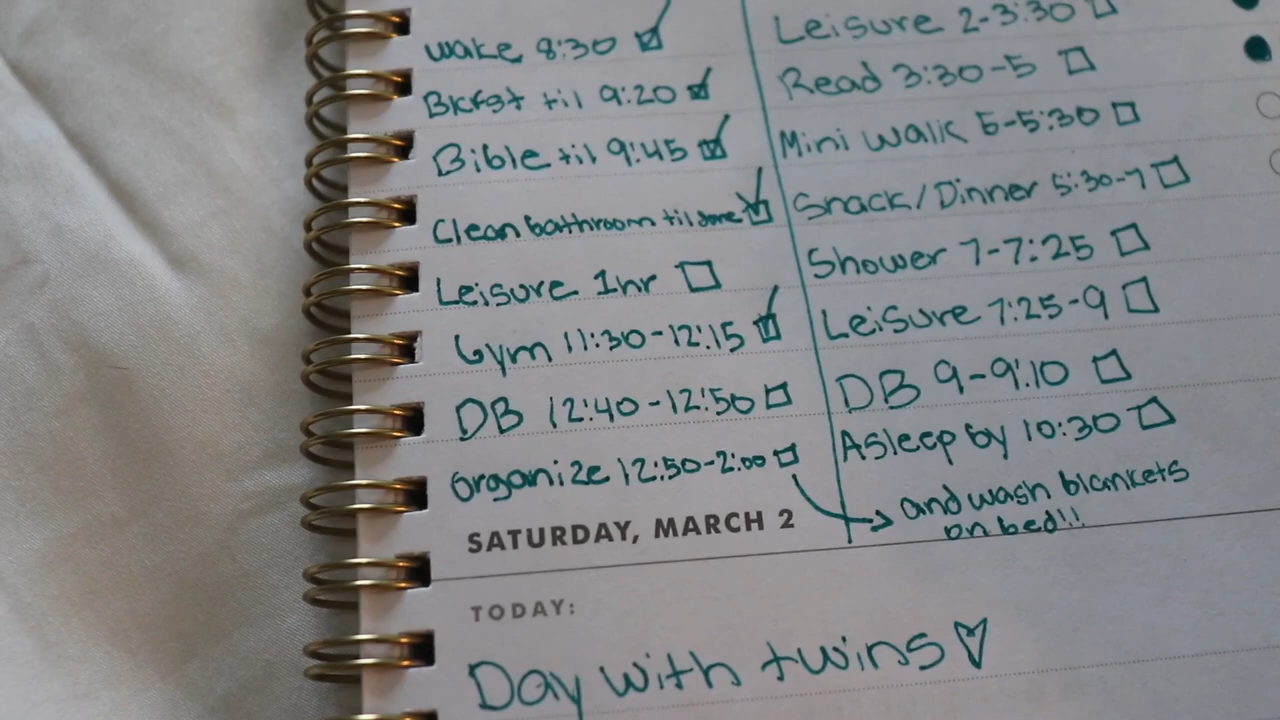 wake 8:30
Bkfst til 9:20
Bible til 9:45
Clean bathroom til done
Leisure 1hr
Gym 11:30-12:15
DB 12:40-12:50
organize 12:50-2:00
Leisure 2-3:30
Read 3:30-5
Mini walk 5-5:30
Snack/Dinner 5:30-7
Shower 7-7:25
Leisure 7:25-9
DB 9-9:10
Asleep by 10:30
and wash blankets
on bed!!
SATURDAY, MARCH 2
TODAY:
Day with twins